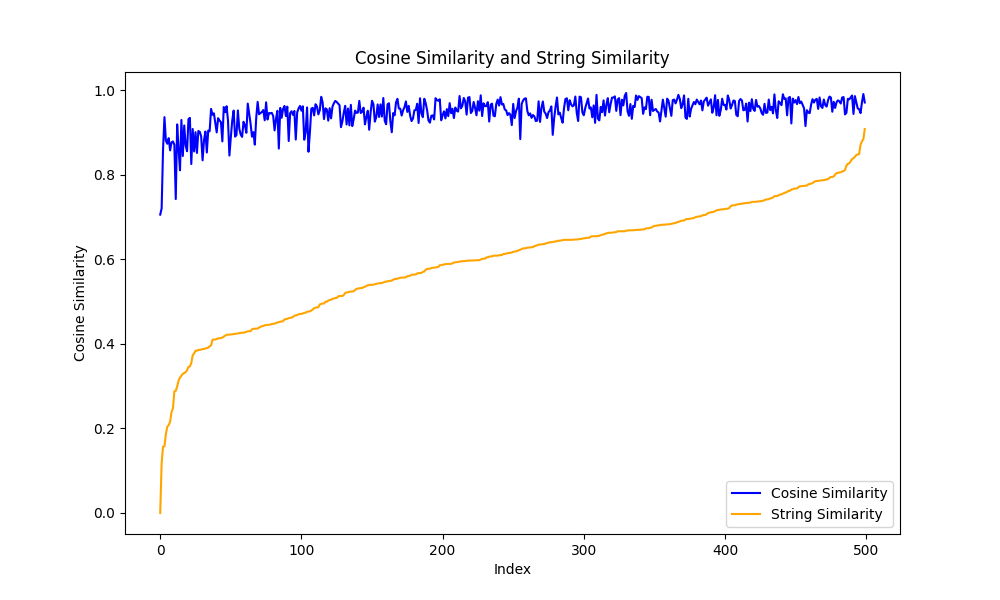 Cosine Similarity and String Similarity
1.0
0.8
0.6
0.4
0.2
0.0
Cosine Similarity
0
100
200
300
400
500
Index
Cosine Similarity
String Similarity